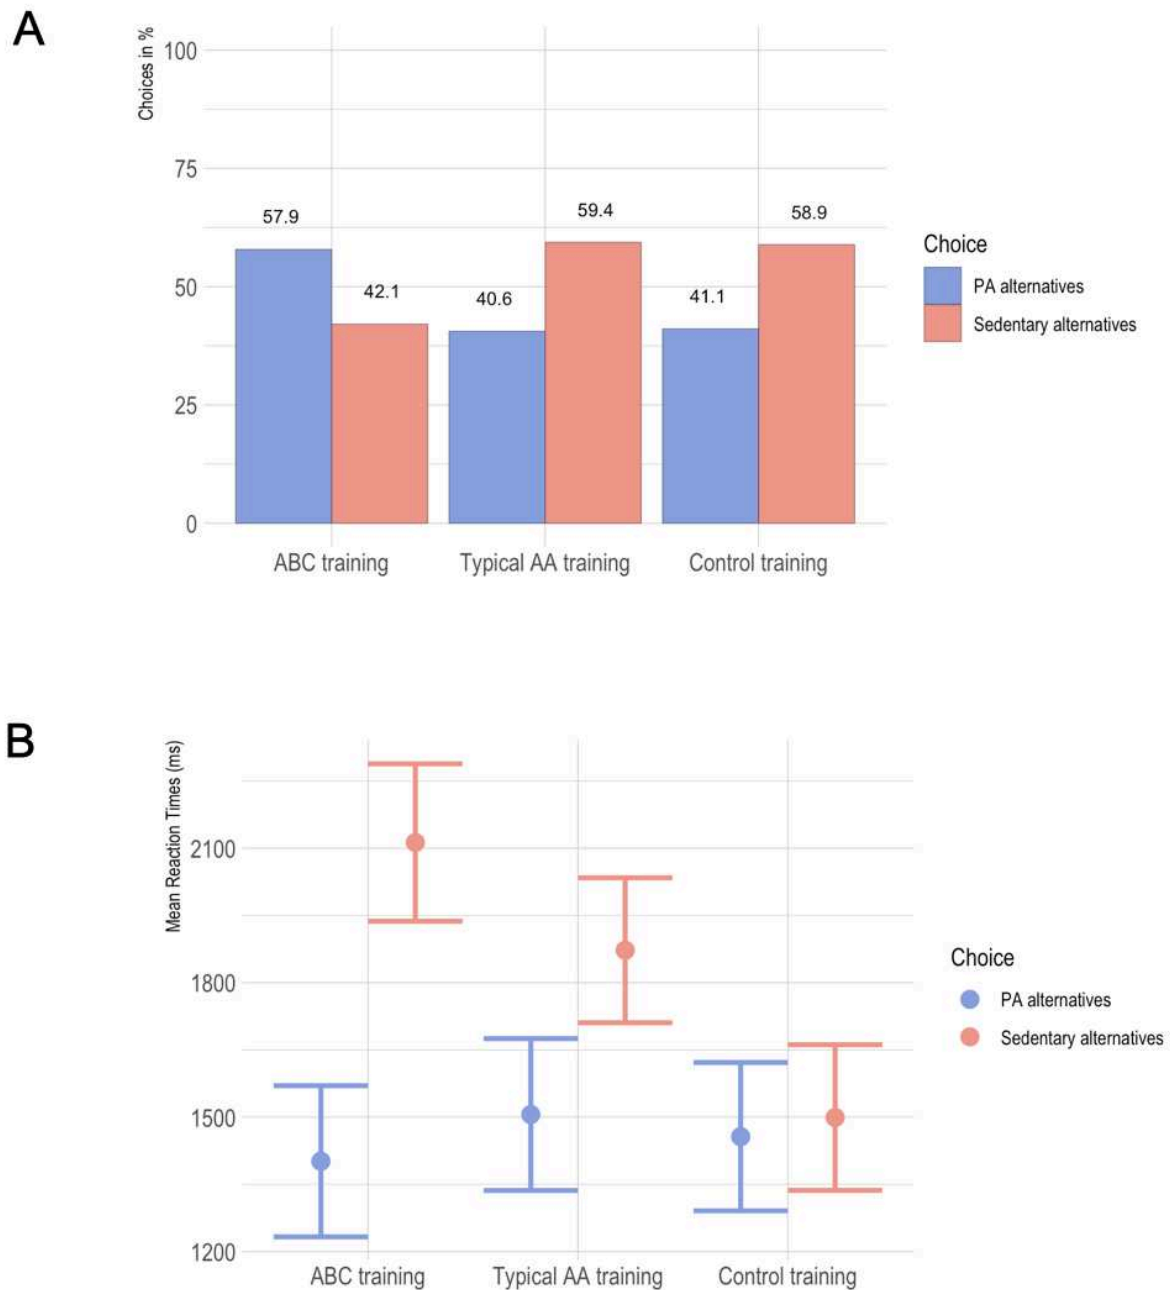 A
Choices in %
100
75
50
25
0
57.9
42.1
40.6
59.4
41.1
58.9
ABC training
Typical AA training
Control training
Choice
PA alternatives
Sedentary alternatives
B
Mean Reaction Times (ms)
2100
1800
1500
1200
ABC training
Typical AA training
Control training
Choice
PA alternatives
Sedentary alternatives